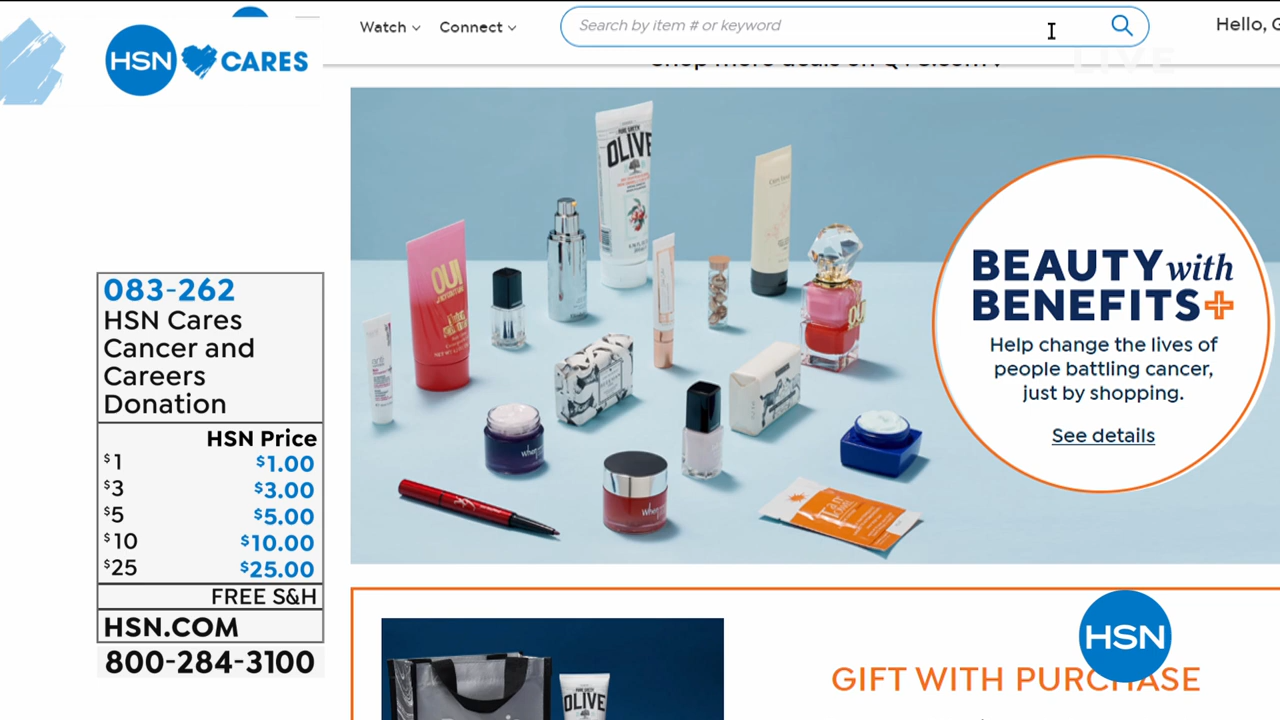 HSN CARES
Watch
Connect
Search by item # or keyword
Hello, G
LIVE
083-262
HSN Cares
Cancer and
Careers
Donation
HSN Price
$1 $1.00
$3 $3.00
$5 $5.00
$10 $10.00
$25 $25.00
FREE S&H
HSN.COM
800-284-3100
OLIVE
OUI
BEAUTY with
BENEFITS+
Help change the lives of
people battling cancer,
just by shopping.
See details
HSN
GIFT WITH PURCHASE
OLIVE